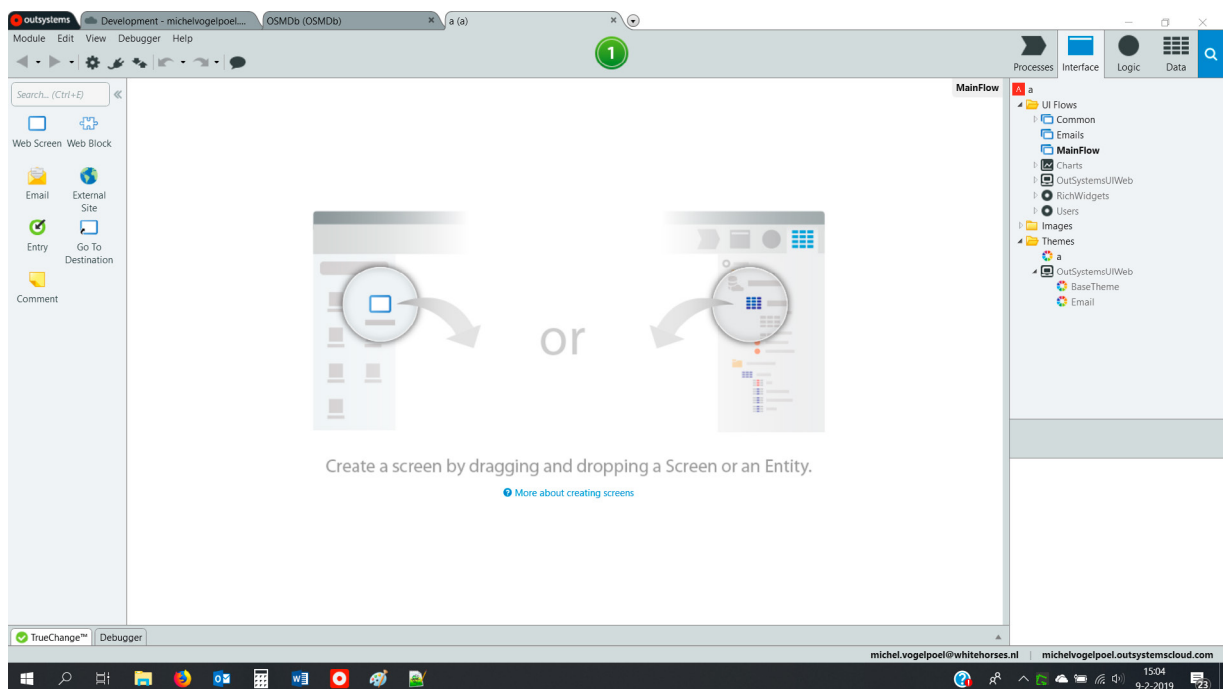 outsystems
Development - michelvogelpoel....
OSMDb (OSMDb)
a (a)
Module Edit View Debugger Help
1
Processes Interface Logic Data
Search... (Ctrl+E)
MainFlow
Web Screen Web Block
Email External Site
Entry Go To Destination
Comment
or
Create a screen by dragging and dropping a Screen or an Entity.
More about creating screens
a
UI Flows
Common
Emails
MainFlow
Charts
OutSystemsUIWeb
RichWidgets
Users
Images
Themes
a
OutSystemsUIWeb
BaseTheme
Email
TrueChange™ Debugger
michel.vogelpoel@whitehorses.nl | michelvogelpoel.outsystemscloud.com
15:04
9-2-2019
23